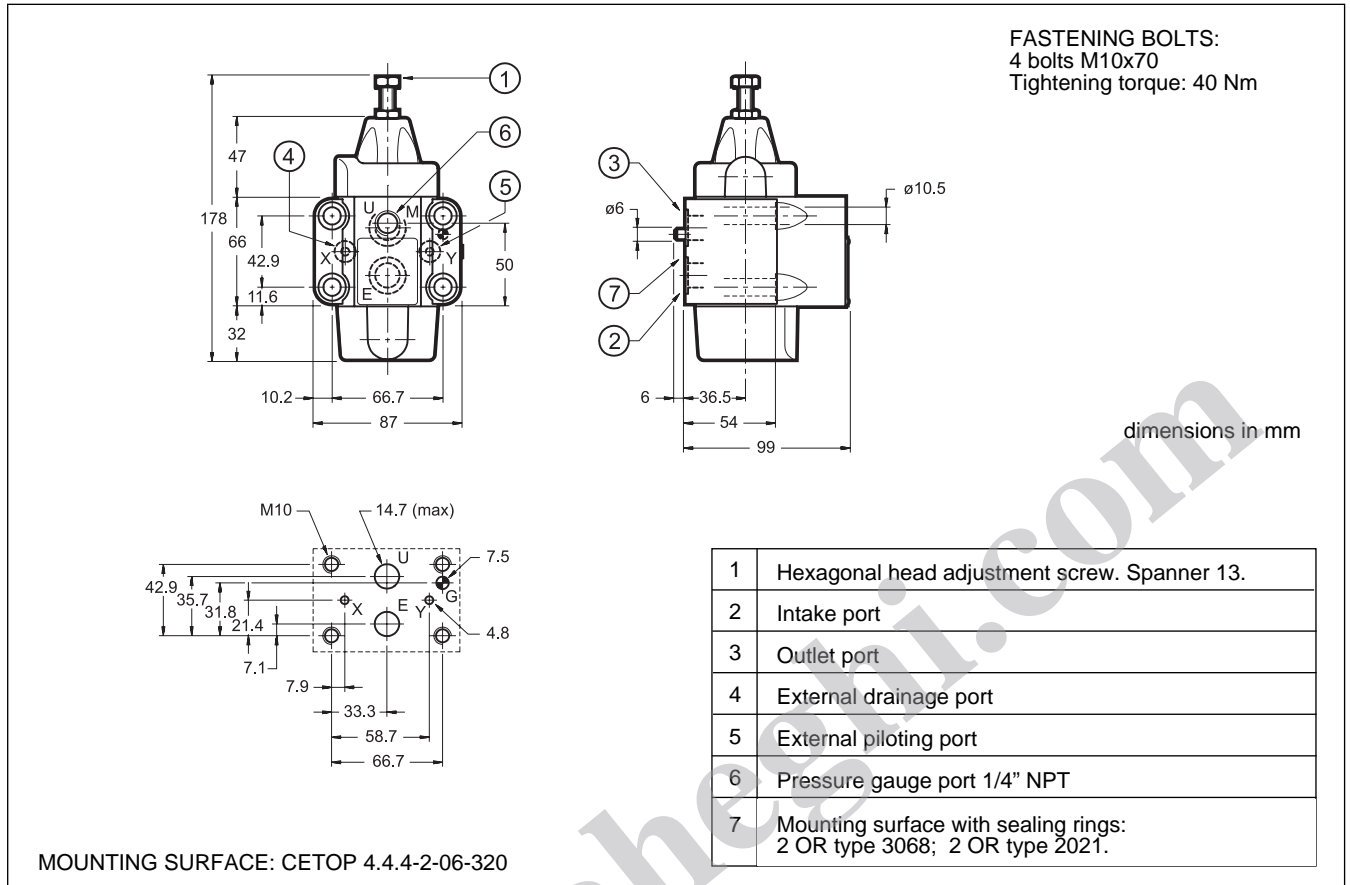 FASTENING BOLTS:
4 bolts M10x70
Tightening torque: 40 Nm
1
6
4
5
47
178
66
42.9
11.6
32
U
M
X
Y
E
50
10.2
66.7
87
3
ø6
7
2
ø10.5
6
36.5
54
99
dimensions in mm
M10
14.7 (max)
U
7.5
42.9
35.7
31.8
21.4
7.1
X
E
Y
G
4.8
7.9
33.3
58.7
66.7
1 Hexagonal head adjustment screw. Spanner 13.
2 Intake port
3 Outlet port
4 External drainage port
5 External piloting port
6 Pressure gauge port 1/4” NPT
7 Mounting surface with sealing rings:
2 OR type 3068; 2 OR type 2021.
MOUNTING SURFACE: CETOP 4.4.4-2-06-320